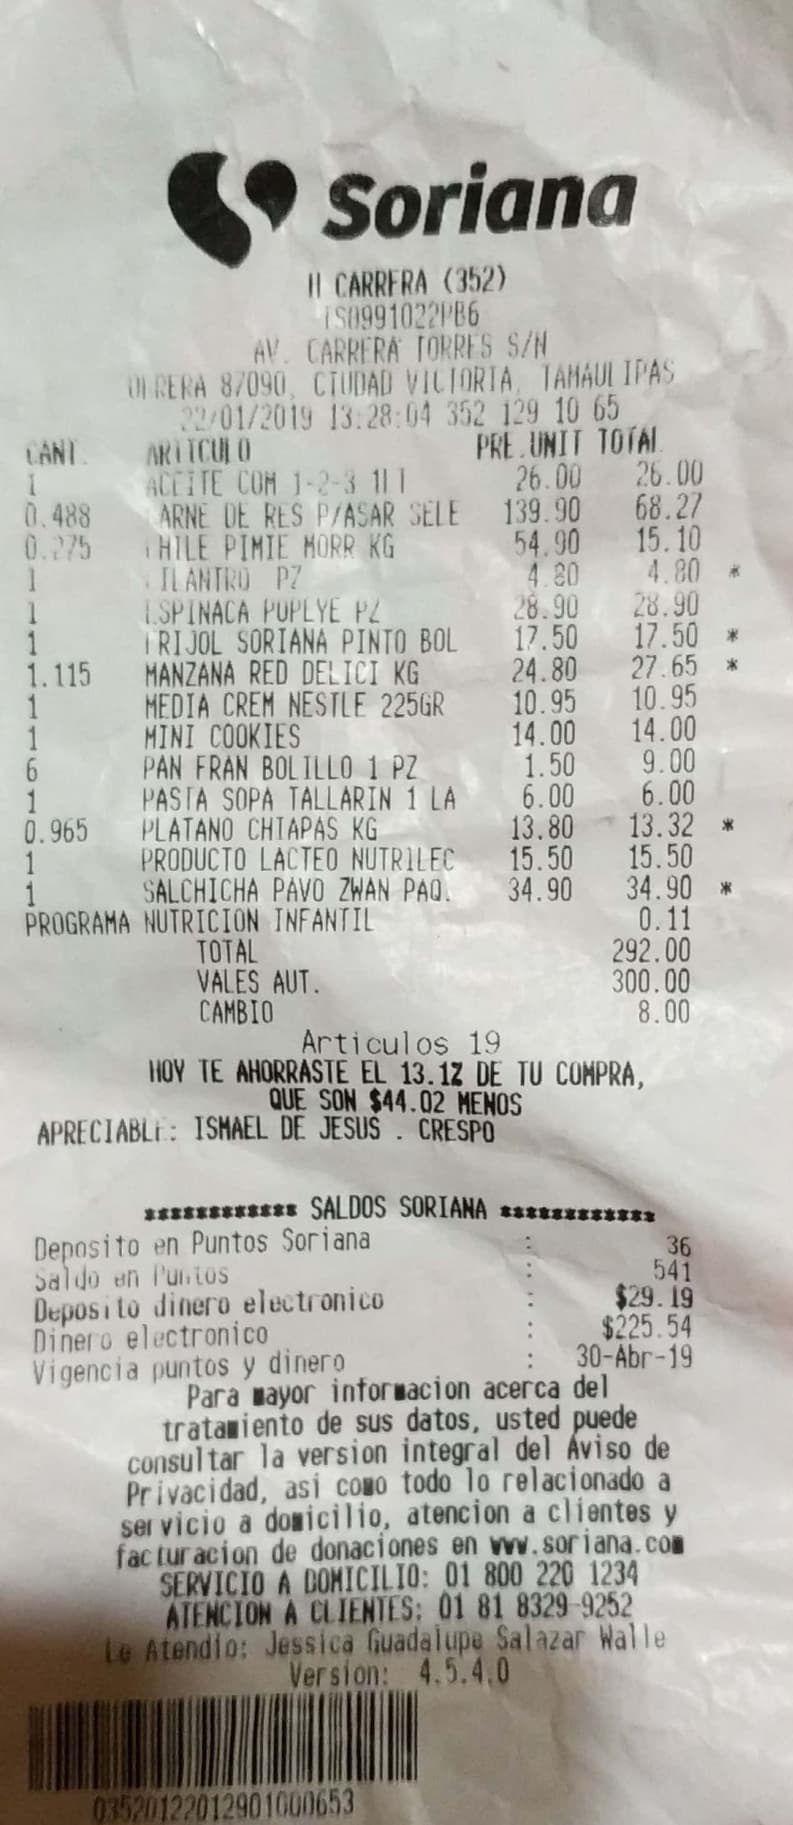 Soriana
H CARRERA (352)
TSO991022PB6
AV. CARRERA TORRES S/N
OBRERA 87090, CIUDAD VICTORIA, TAMAULIPAS
22/01/2019 13:28:04 352 129 10 65
CANT. ARTICULO PRE.UNIT TOTAL
1 ACEITE COM 1-2-3 1LT 26.00 26.00
0.488 CARNE DE RES P/ASAR SELE 139.90 68.27
0.275 CHILE PIMIE MORR KG 54.90 15.10
1 CILANTRO PZ 4.80 4.80 *
1 ESPINACA POPEYE PZ 28.90 28.90
1 FRIJOL SORIANA PINTO BOL 17.50 17.50 *
1.115 MANZANA RED DELICI KG 24.80 27.65 *
1 MEDIA CREM NESTLE 225GR 10.95 10.95
1 MINI COOKIES 14.00 14.00
6 PAN FRAN BOLILLO 1 PZ 1.50 9.00
1 PASTA SOPA TALLARIN 1 LA 6.00 6.00
0.965 PLATANO CHIAPAS KG 13.80 13.32 *
1 PRODUCTO LACTEO NUTRILEC 15.50 15.50
1 SALCHICHA PAVO ZWAN PAQ. 34.90 34.90 *
PROGRAMA NUTRICION INFANTIL 0.11
TOTAL 292.00
VALES AUT. 300.00
CAMBIO 8.00
Articulos 19
HOY TE AHORRASTE EL 13.1% DE TU COMPRA,
QUE SON $44.02 MENOS
APRECIABLE: ISMAEL DE JESUS . CRESPO
************ SALDOS SORIANA ************
Deposito en Puntos Soriana : 36
Saldo en Puntos : 541
Deposito dinero electronico : $29.19
Dinero electronico : $225.54
Vigencia puntos y dinero : 30-Abr-19
Para mayor informacion acerca del
tratamiento de sus datos, usted puede
consultar la version integral del Aviso de
Privacidad, asi como todo lo relacionado a
servicio a domicilio, atencion a clientes y
facturacion de donaciones en www.soriana.com
SERVICIO A DOMICILIO: 01 800 220 1234
ATENCION A CLIENTES: 01 81 8329-9252
Le Atendio: Jessica Guadalupe Salazar Walle
Version: 4.5.4.0
03520122012901000653